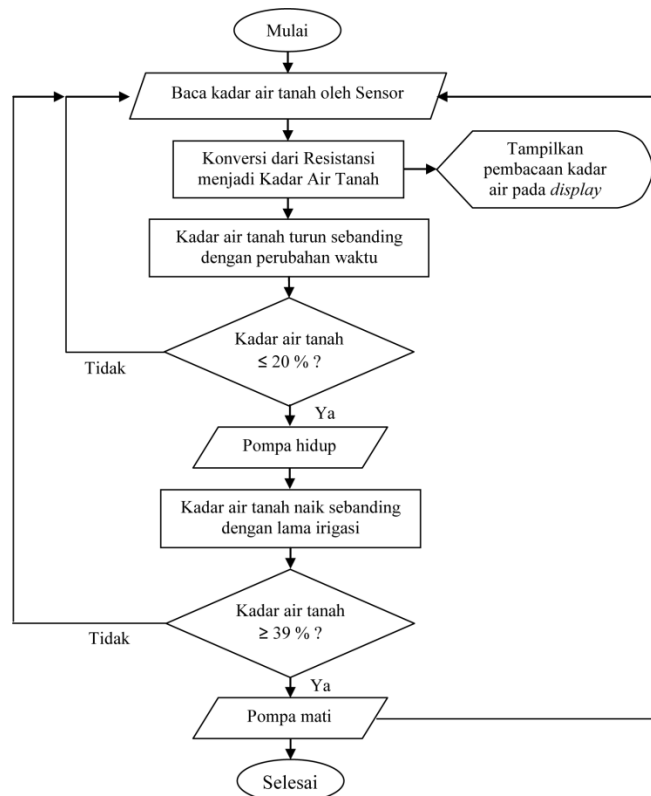 Mulai
Baca kadar air tanah oleh Sensor
Konversi dari Resistansi
menjadi Kadar Air Tanah
Tampilkan
pembacaan kadar
air pada display
Kadar air tanah turun sebanding
dengan perubahan waktu
Kadar air tanah
≤ 20 % ?
Tidak
Ya
Pompa hidup
Kadar air tanah naik sebanding
dengan lama irigasi
Kadar air tanah
≥ 39 % ?
Tidak
Ya
Pompa mati
Selesai